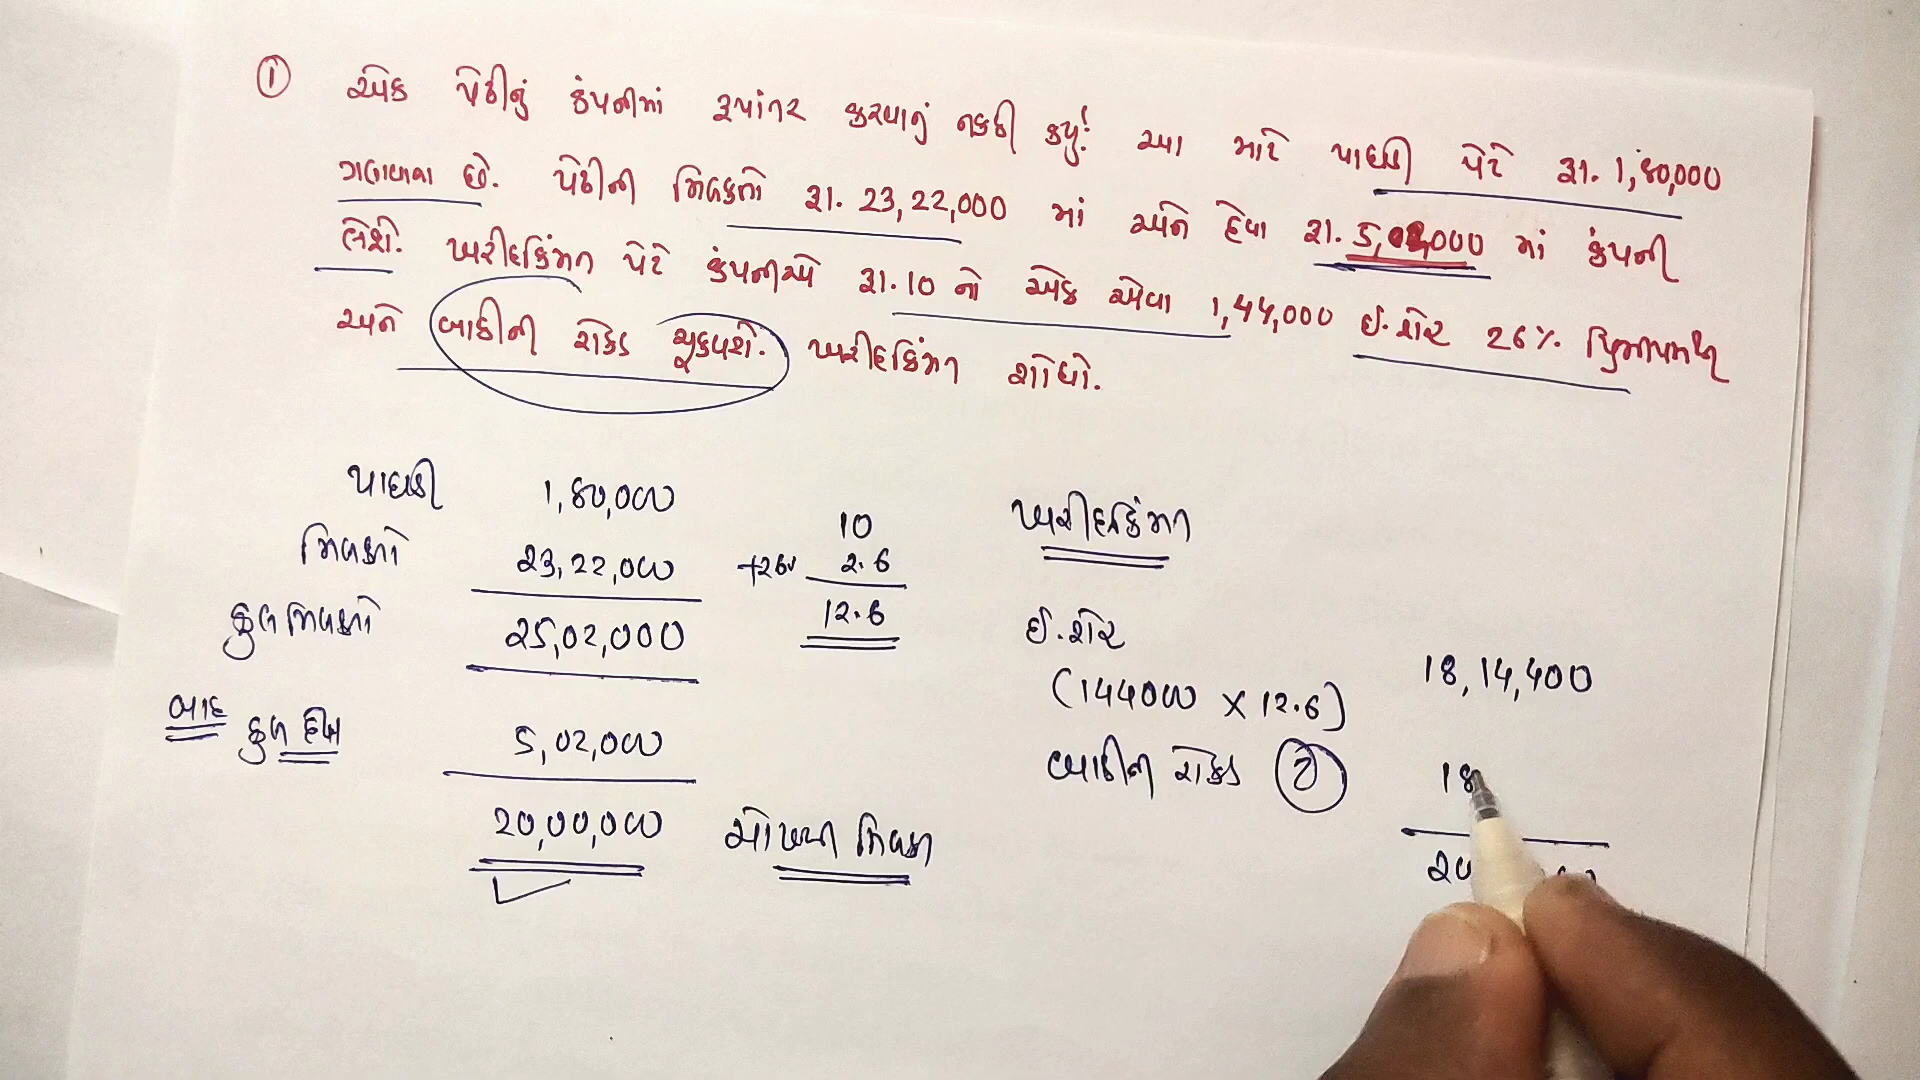 ① એક પેઢીનું કંપનીમાં રૂપાંતર કરવાનું નક્કી કર્યું. આ માટે પાઘડી પેટે રૂા. 1,80,000
ગણવાના છે. પેઢીની મિલકતો રૂા. 23,22,000 માં અને દેવા રૂા. 5,02,000 માં કંપની
લેશે. ખરીદકિંમત પેટે કંપનીએ રૂા. 10 નો એક એવા 1,44,000 ઈ.શેર 26% પ્રિમીયમથી
અને બાકીની રોકડ ચૂકવશે. ખરીદકિંમત શોધો.
પાઘડી 1,80,000
મિલકતો 23,22,000
કુલ મિલકતો 25,02,000
બાદ કુલ દેવા 5,02,000
20,00,000 ચોખ્ખી મિલકત
10
+26% 2.6
12.6
ખરીદકિંમત
ઈ.શેર
(144000 X 12.6) 18,14,400
બાકીની રોકડ (?) 18
20